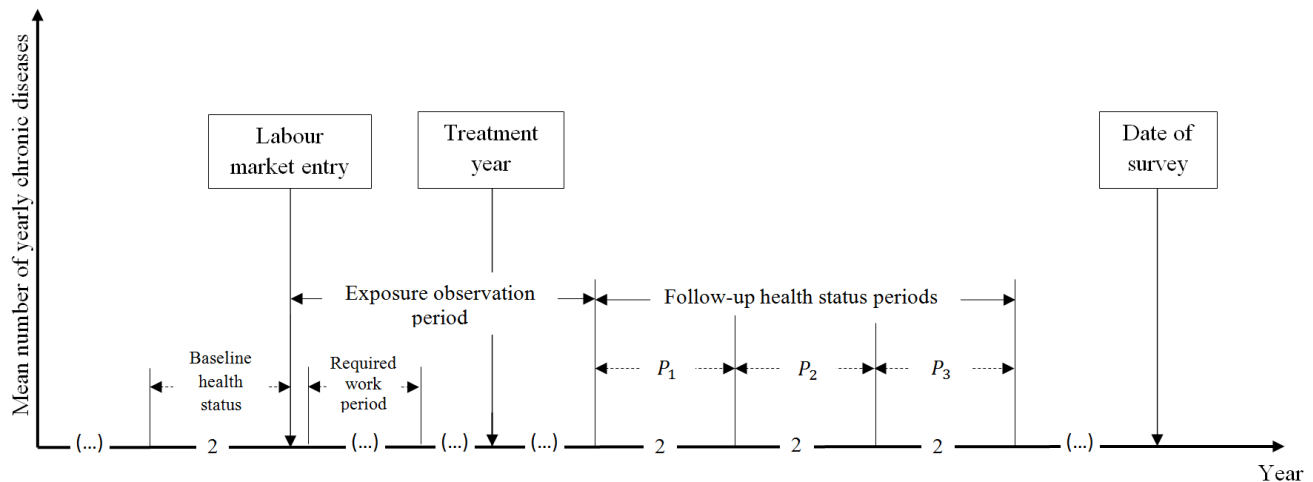 Mean number of yearly chronic diseases
Labour
market entry
Treatment
year
Date of
survey
Exposure observation
period
Follow-up health status periods
Baseline
health
status
Required
work
period
P1
P2
P3
(...)
2
(...)
(...)
(...)
2
2
2
(...)
Year